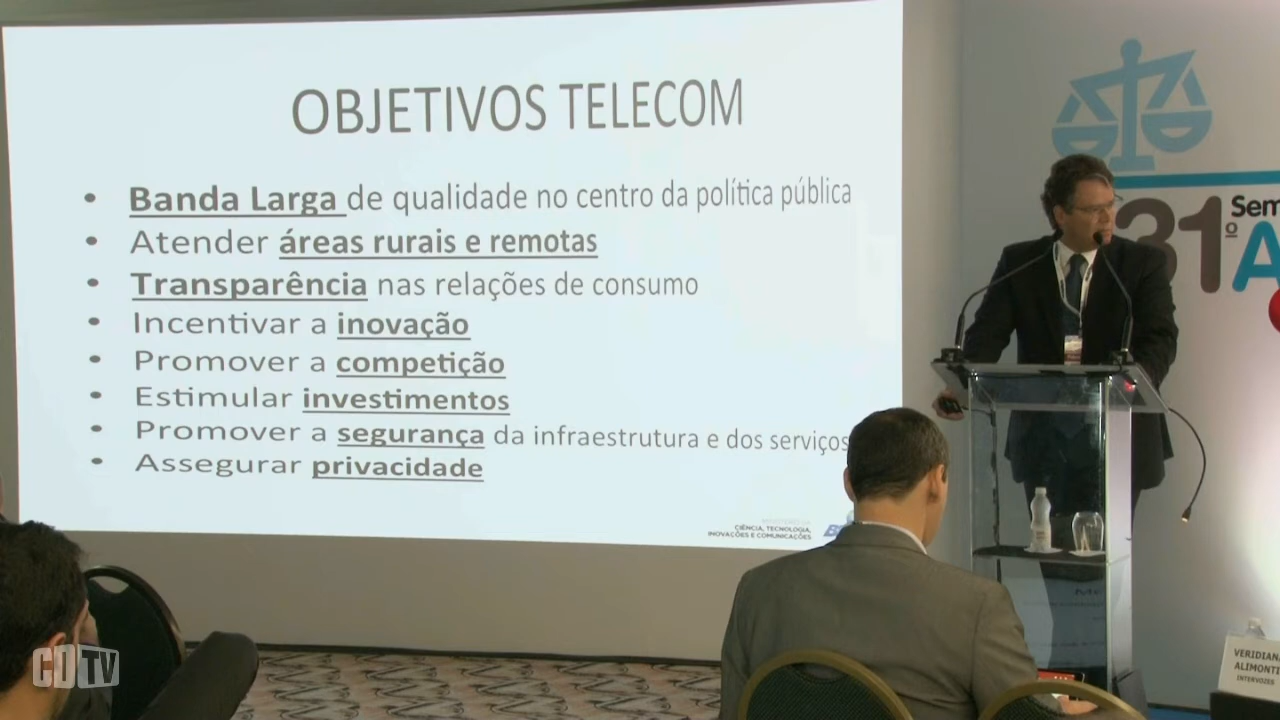 OBJETIVOS TELECOM
• Banda Larga de qualidade no centro da política pública
• Atender áreas rurais e remotas
• Transparência nas relações de consumo
• Incentivar a inovação
• Promover a competição
• Estimular investimentos
• Promover a segurança da infraestrutura e dos serviços
• Assegurar privacidade
CIÊNCIA, TECNOLOGIA,
INOVAÇÕES E COMUNICAÇÕES
31º Sem
A
VERIDIANA
ALIMONTI
INTERVOZES
CDTV